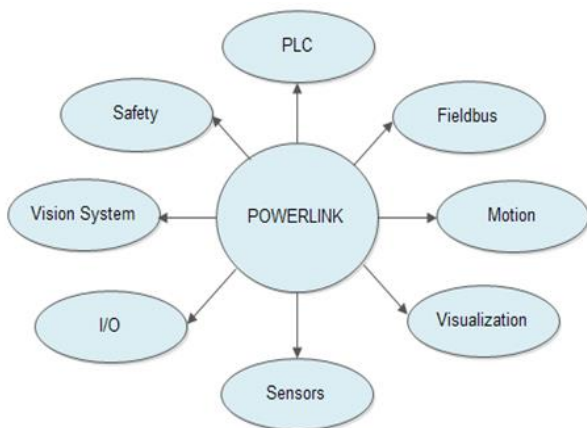 PLC
Safety
Fieldbus
Vision System
POWERLINK
Motion
I/O
Visualization
Sensors